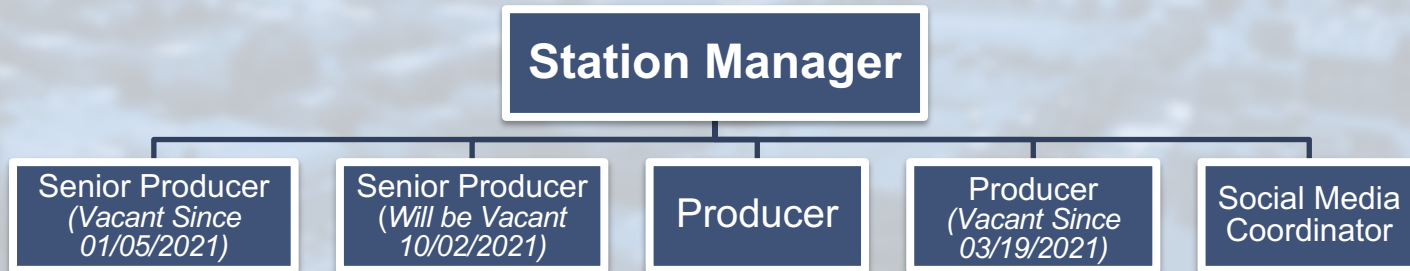 Station Manager
Senior Producer
(Vacant Since
01/05/2021)
Senior Producer
(Will be Vacant
10/02/2021)
Producer
Producer
(Vacant Since
03/19/2021)
Social Media
Coordinator